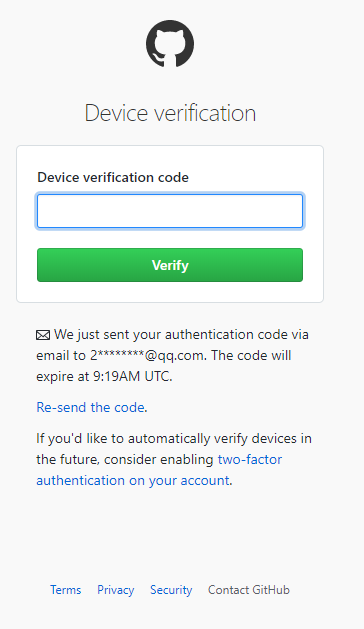 Device verification
Device verification code
Verify
We just sent your authentication code via
email to 2********@qq.com. The code will
expire at 9:19AM UTC.
Re-send the code.
If you'd like to automatically verify devices in
the future, consider enabling two-factor
authentication on your account.
Terms Privacy Security Contact GitHub